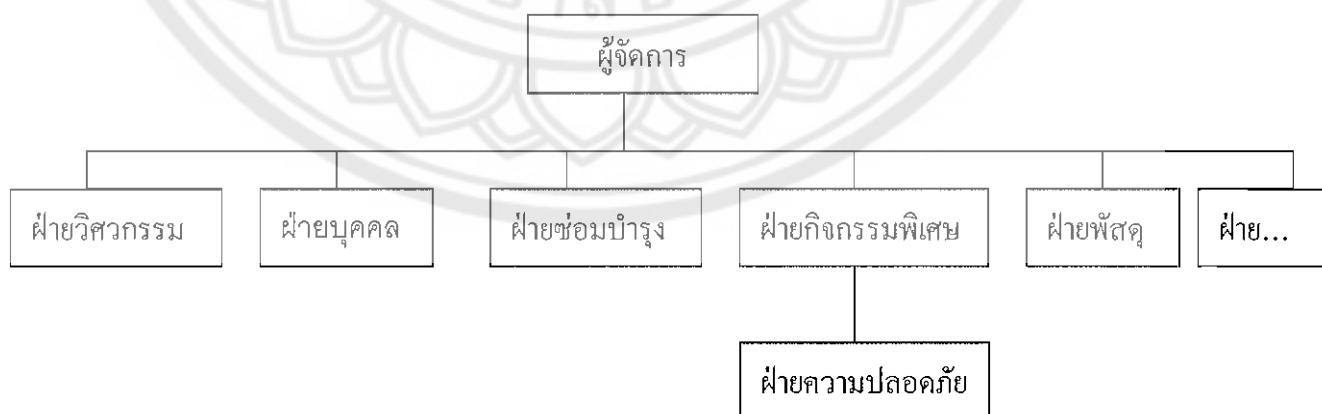 ผู้จัดการ
ฝ่ายวิศวกรรม
ฝ่ายบุคคล
ฝ่ายซ่อมบำรุง
ฝ่ายกิจกรรมพิเศษ
ฝ่ายพัสดุ
ฝ่าย...
ฝ่ายความปลอดภัย